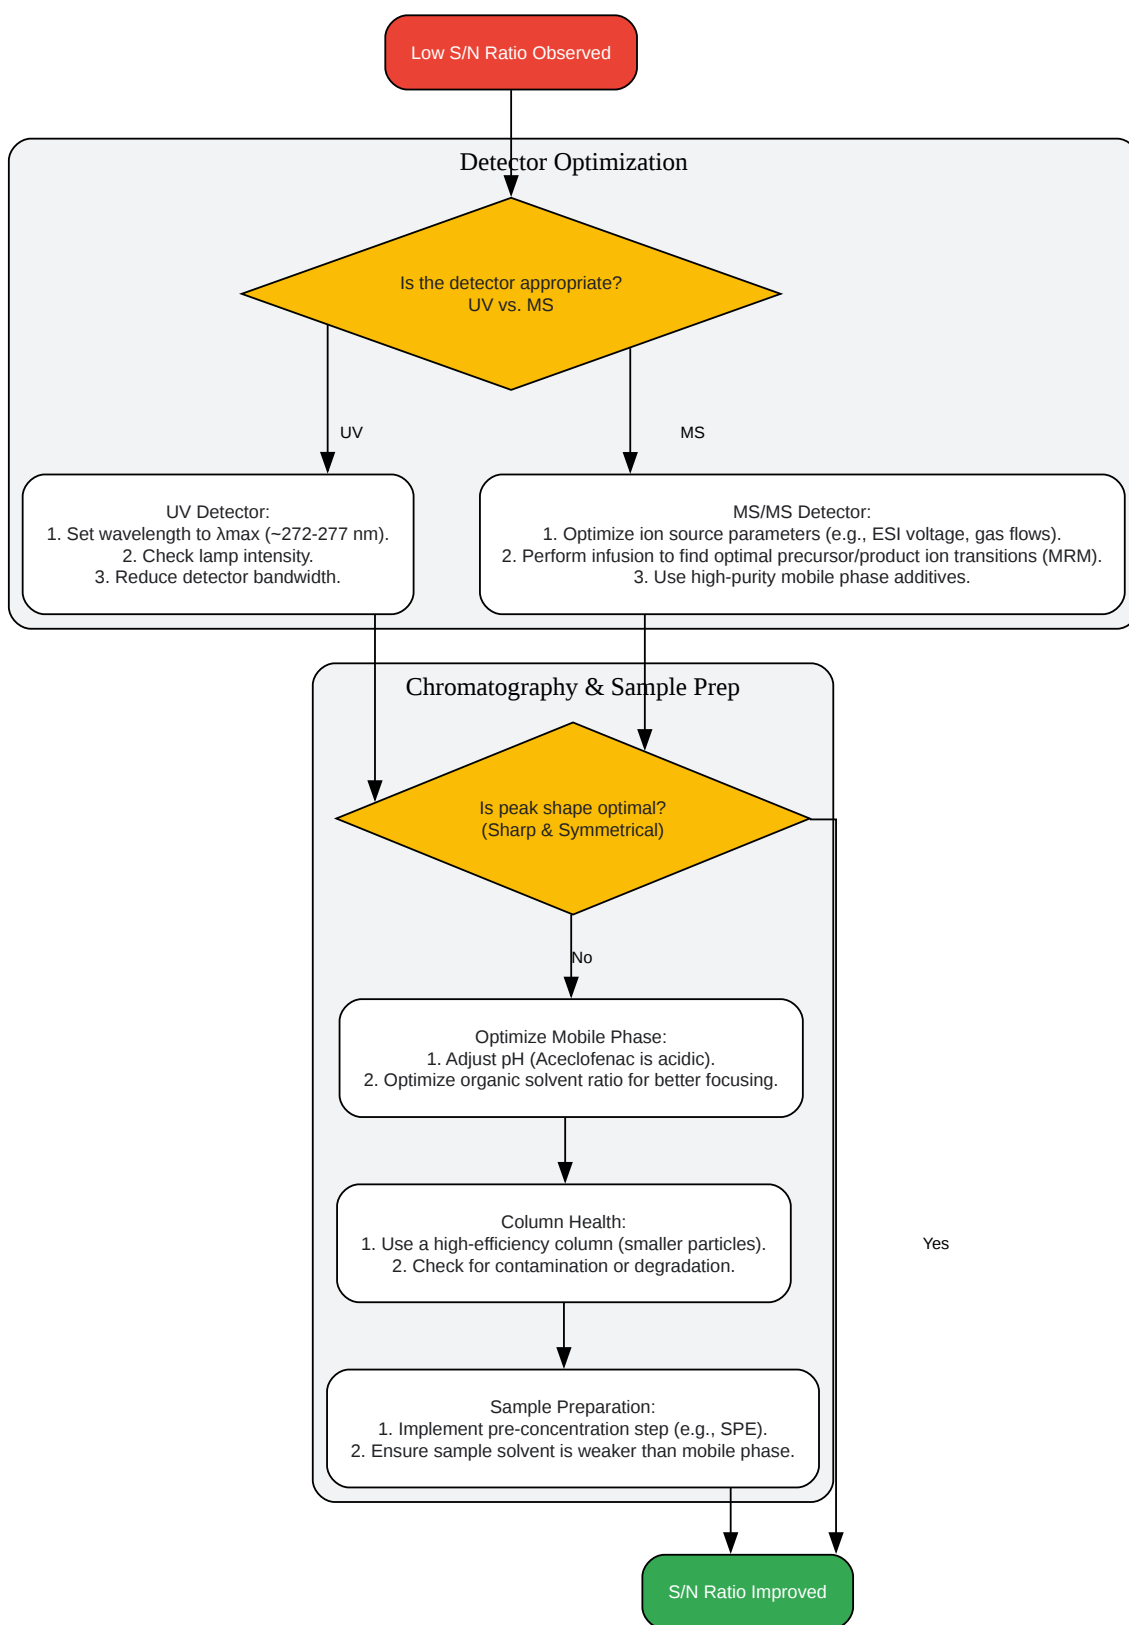 Low S/N Ratio Observed
Detector Optimization
Is the detector appropriate?
UV vs. MS
UV
MS
UV Detector:
1. Set wavelength to λmax (~272-277 nm).
2. Check lamp intensity.
3. Reduce detector bandwidth.
MS/MS Detector:
1. Optimize ion source parameters (e.g., ESI voltage, gas flows).
2. Perform infusion to find optimal precursor/product ion transitions (MRM).
3. Use high-purity mobile phase additives.
Chromatography & Sample Prep
Is peak shape optimal?
(Sharp & Symmetrical)
No
Optimize Mobile Phase:
1. Adjust pH (Aceclofenac is acidic).
2. Optimize organic solvent ratio for better focusing.
Column Health:
1. Use a high-efficiency column (smaller particles).
2. Check for contamination or degradation.
Yes
Sample Preparation:
1. Implement pre-concentration step (e.g., SPE).
2. Ensure sample solvent is weaker than mobile phase.
S/N Ratio Improved